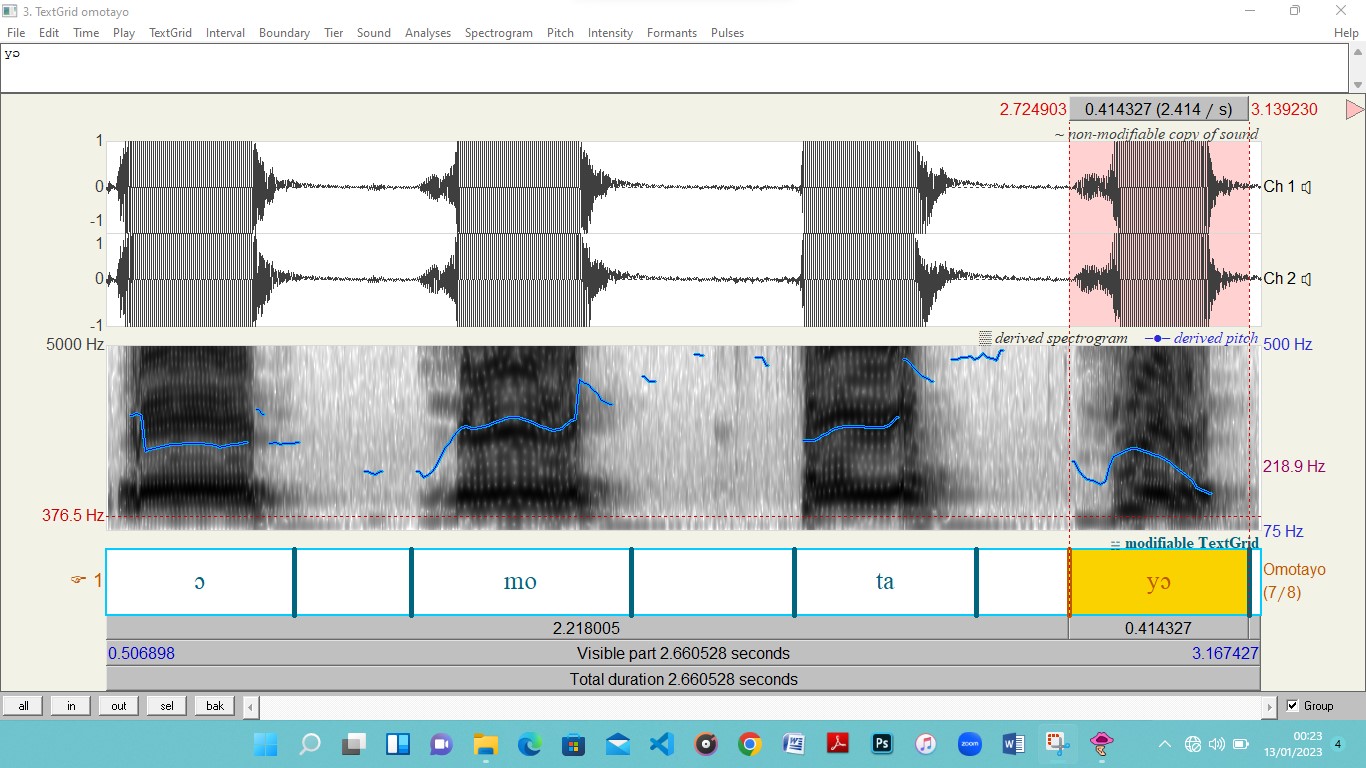 3. TextGrid omotayo
File Edit Time Play TextGrid Interval Boundary Tier Sound Analyses Spectrogram Pitch Intensity Formants Pulses Help
yɔ
2.724903 0.414327 (2.414 / s) 3.139230
~ non-modifiable copy of sound
1
0 Ch 1
-1
1
0 Ch 2
-1
derived spectrogram derived pitch
5000 Hz 500 Hz
218.9 Hz
376.5 Hz
75 Hz
modifiable TextGrid
1 ɔ mo ta yɔ Omotayo
(7/8)
2.218005 0.414327
0.506898 Visible part 2.660528 seconds 3.167427
Total duration 2.660528 seconds
all in out sel bak Group
zoom Ps W
00:23
13/01/2023 4